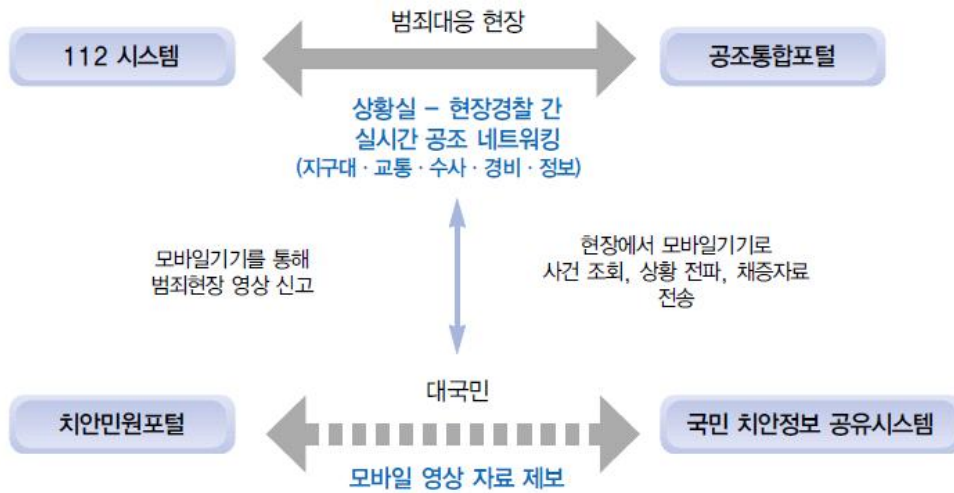 범죄대응 현장
112 시스템
공조통합포털
상황실 – 현장경찰 간
실시간 공조 네트워킹
(지구대 · 교통 · 수사 · 경비 · 정보)
모바일기기를 통해
범죄현장 영상 신고
현장에서 모바일기기로
사건 조회, 상황 전파, 채증자료
전송
대국민
치안민원포털
국민 치안정보 공유시스템
모바일 영상 자료 제보